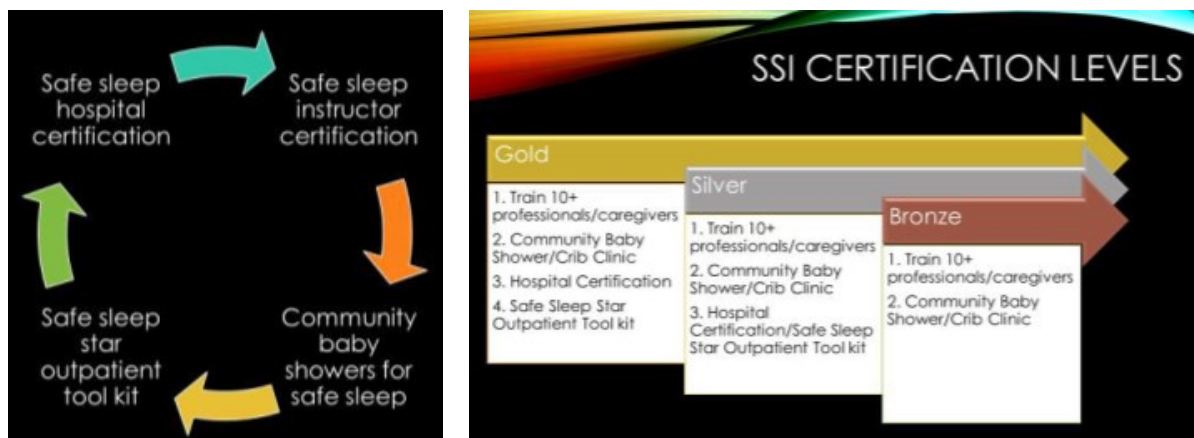 Safe sleep
hospital
certification
Safe sleep
instructor
certification
Community
baby
showers for
safe sleep
Safe sleep
star
outpatient
tool kit
SSI CERTIFICATION LEVELS
Gold
1. Train 10+
professionals/caregivers
2. Community Baby
Shower/Crib Clinic
3. Hospital Certification
4. Safe Sleep Star
Outpatient Tool kit
Silver
1. Train 10+
professionals/caregivers
2. Community Baby
Shower/Crib Clinic
3. Hospital
Certification/Safe Sleep
Star Outpatient Tool kit
Bronze
1. Train 10+
professionals/caregivers
2. Community Baby
Shower/Crib Clinic